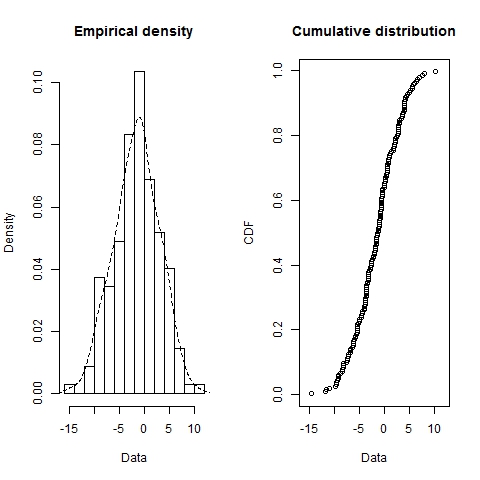 Empirical density
Density
0.00 0.02 0.04 0.06 0.08 0.10
-15 -5 0 5 10
Data
Cumulative distribution
CDF
0.0 0.2 0.4 0.6 0.8 1.0
-15 -5 0 5 10
Data